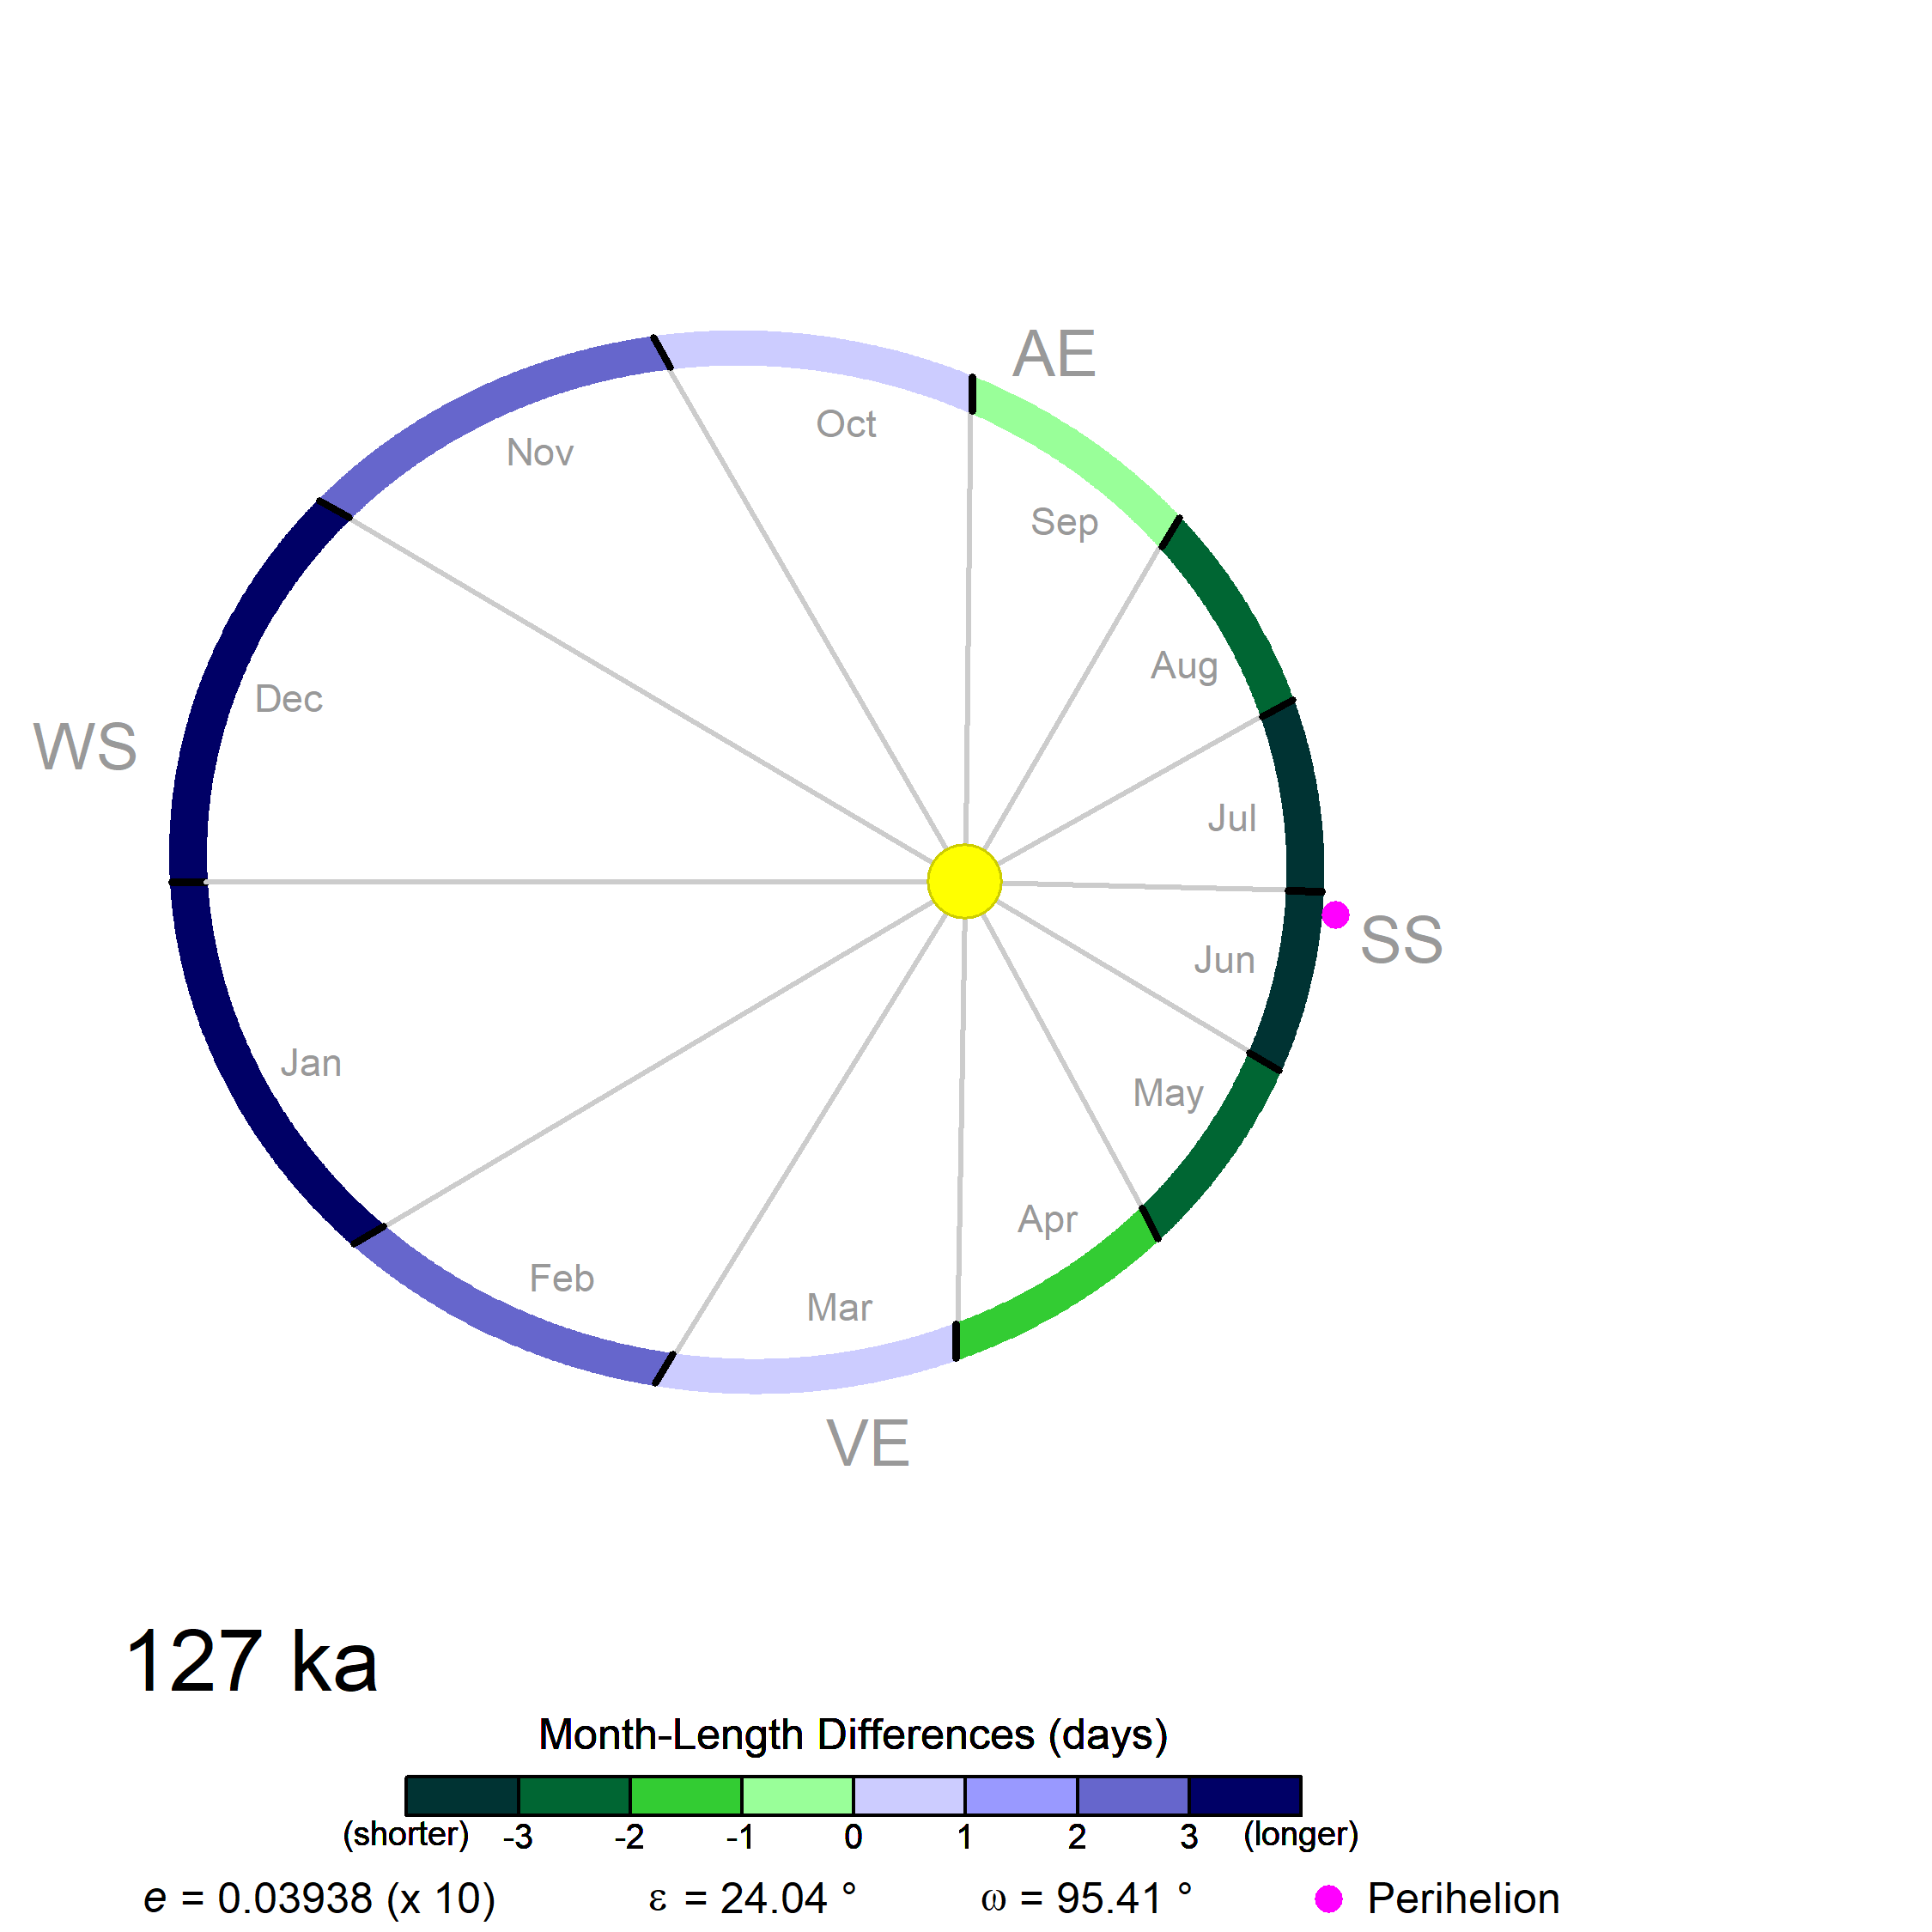 AE
Oct
Nov
Sep
Aug
Dec
WS
Jul
SS
Jun
Jan
May
Apr
Feb
Mar
VE
127 ka
Month-Length Differences (days)
(shorter) -3 -2 -1 0 1 2 3 (longer)
e = 0.03938 (x 10) ε = 24.04 ° ω = 95.41 ° Perihelion